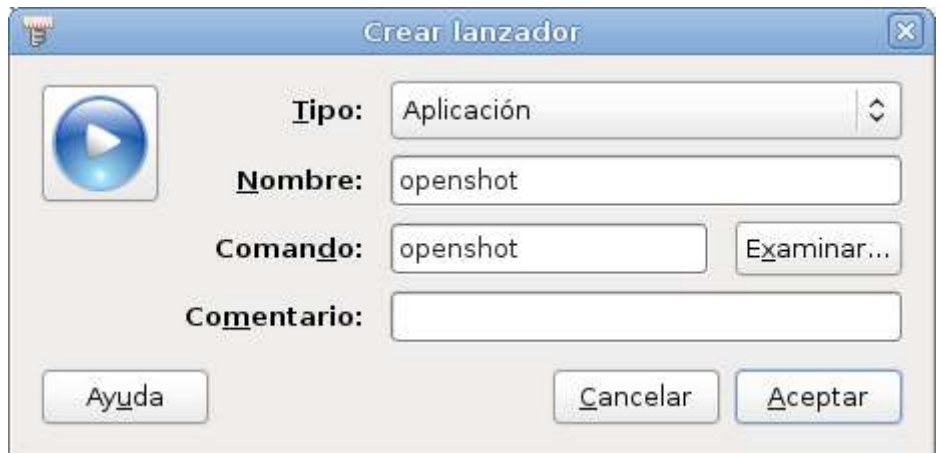 Crear lanzador
Tipo: Aplicación
Nombre: openshot
Comando: openshot Examinar...
Comentario:
Ayuda Cancelar Aceptar